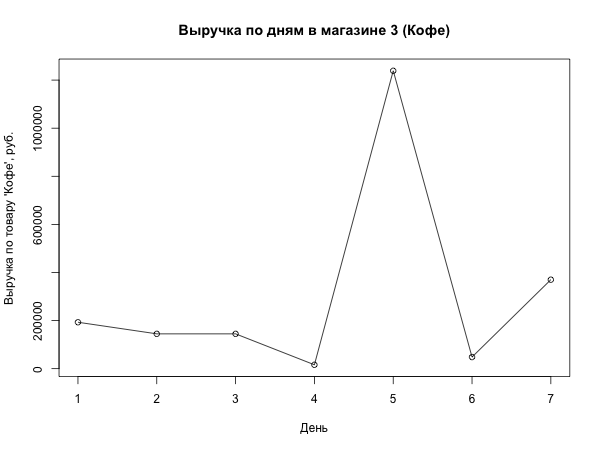 Выручка по дням в магазине 3 (Кофе)
Выручка по товару 'Кофе', руб.
1000000
600000
200000
0
1 2 3 4 5 6 7
День